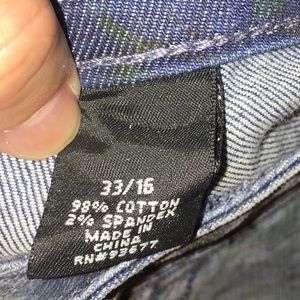 33/16
98% COTTON
2% SPANDEX
MADE IN
CHINA
RN#93677